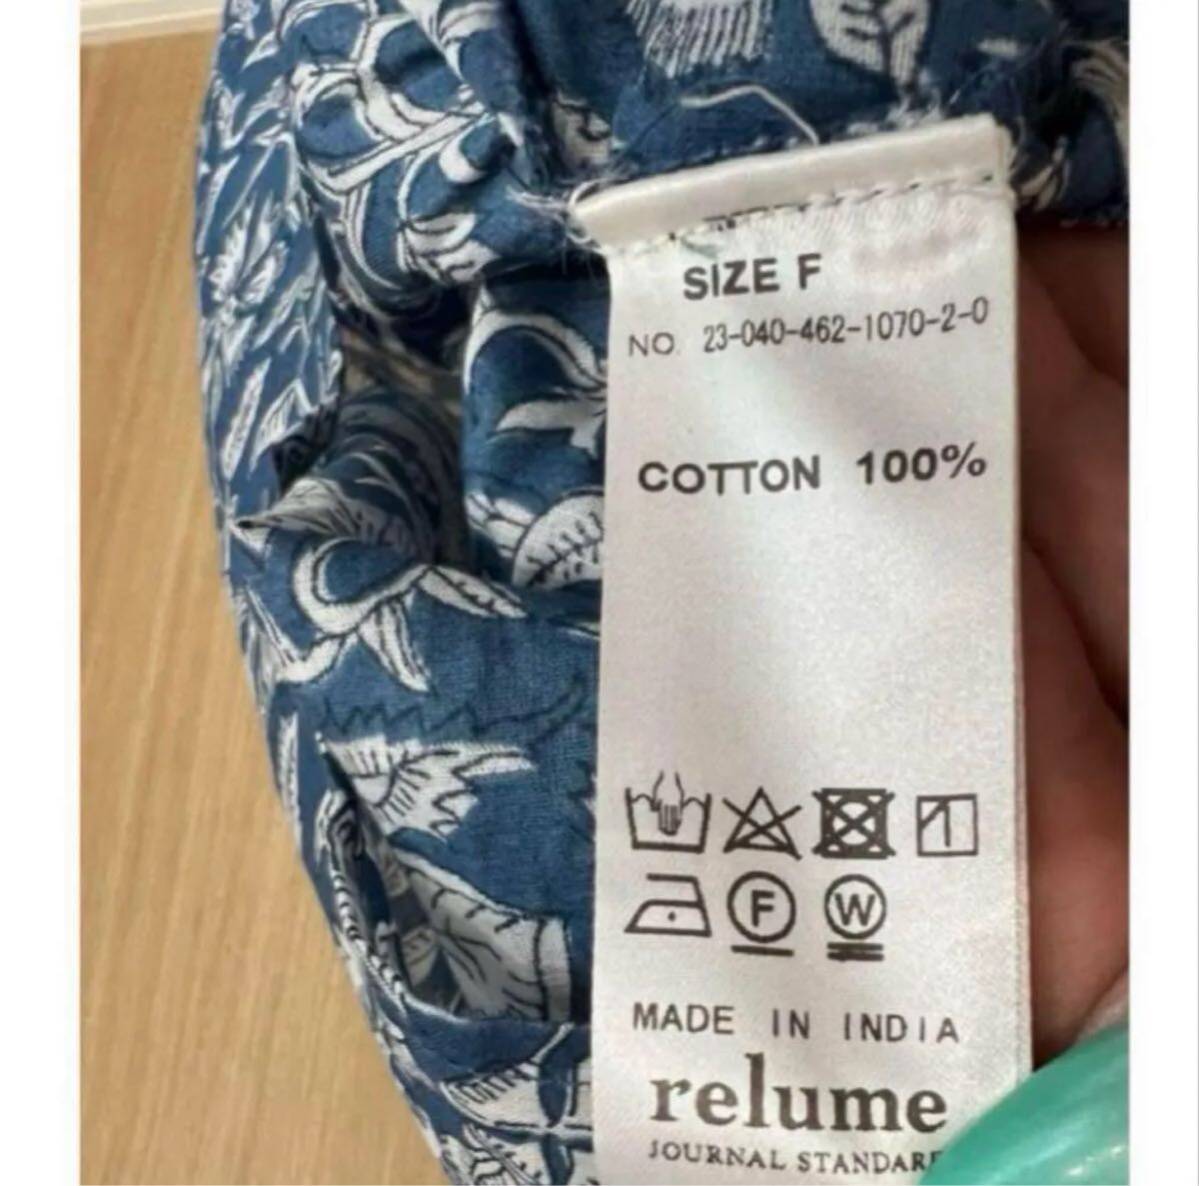 SIZE F
NO. 23-040-462-1070-2-0
COTTON 100%
F W
MADE IN INDIA
relume
JOURNAL STANDARD